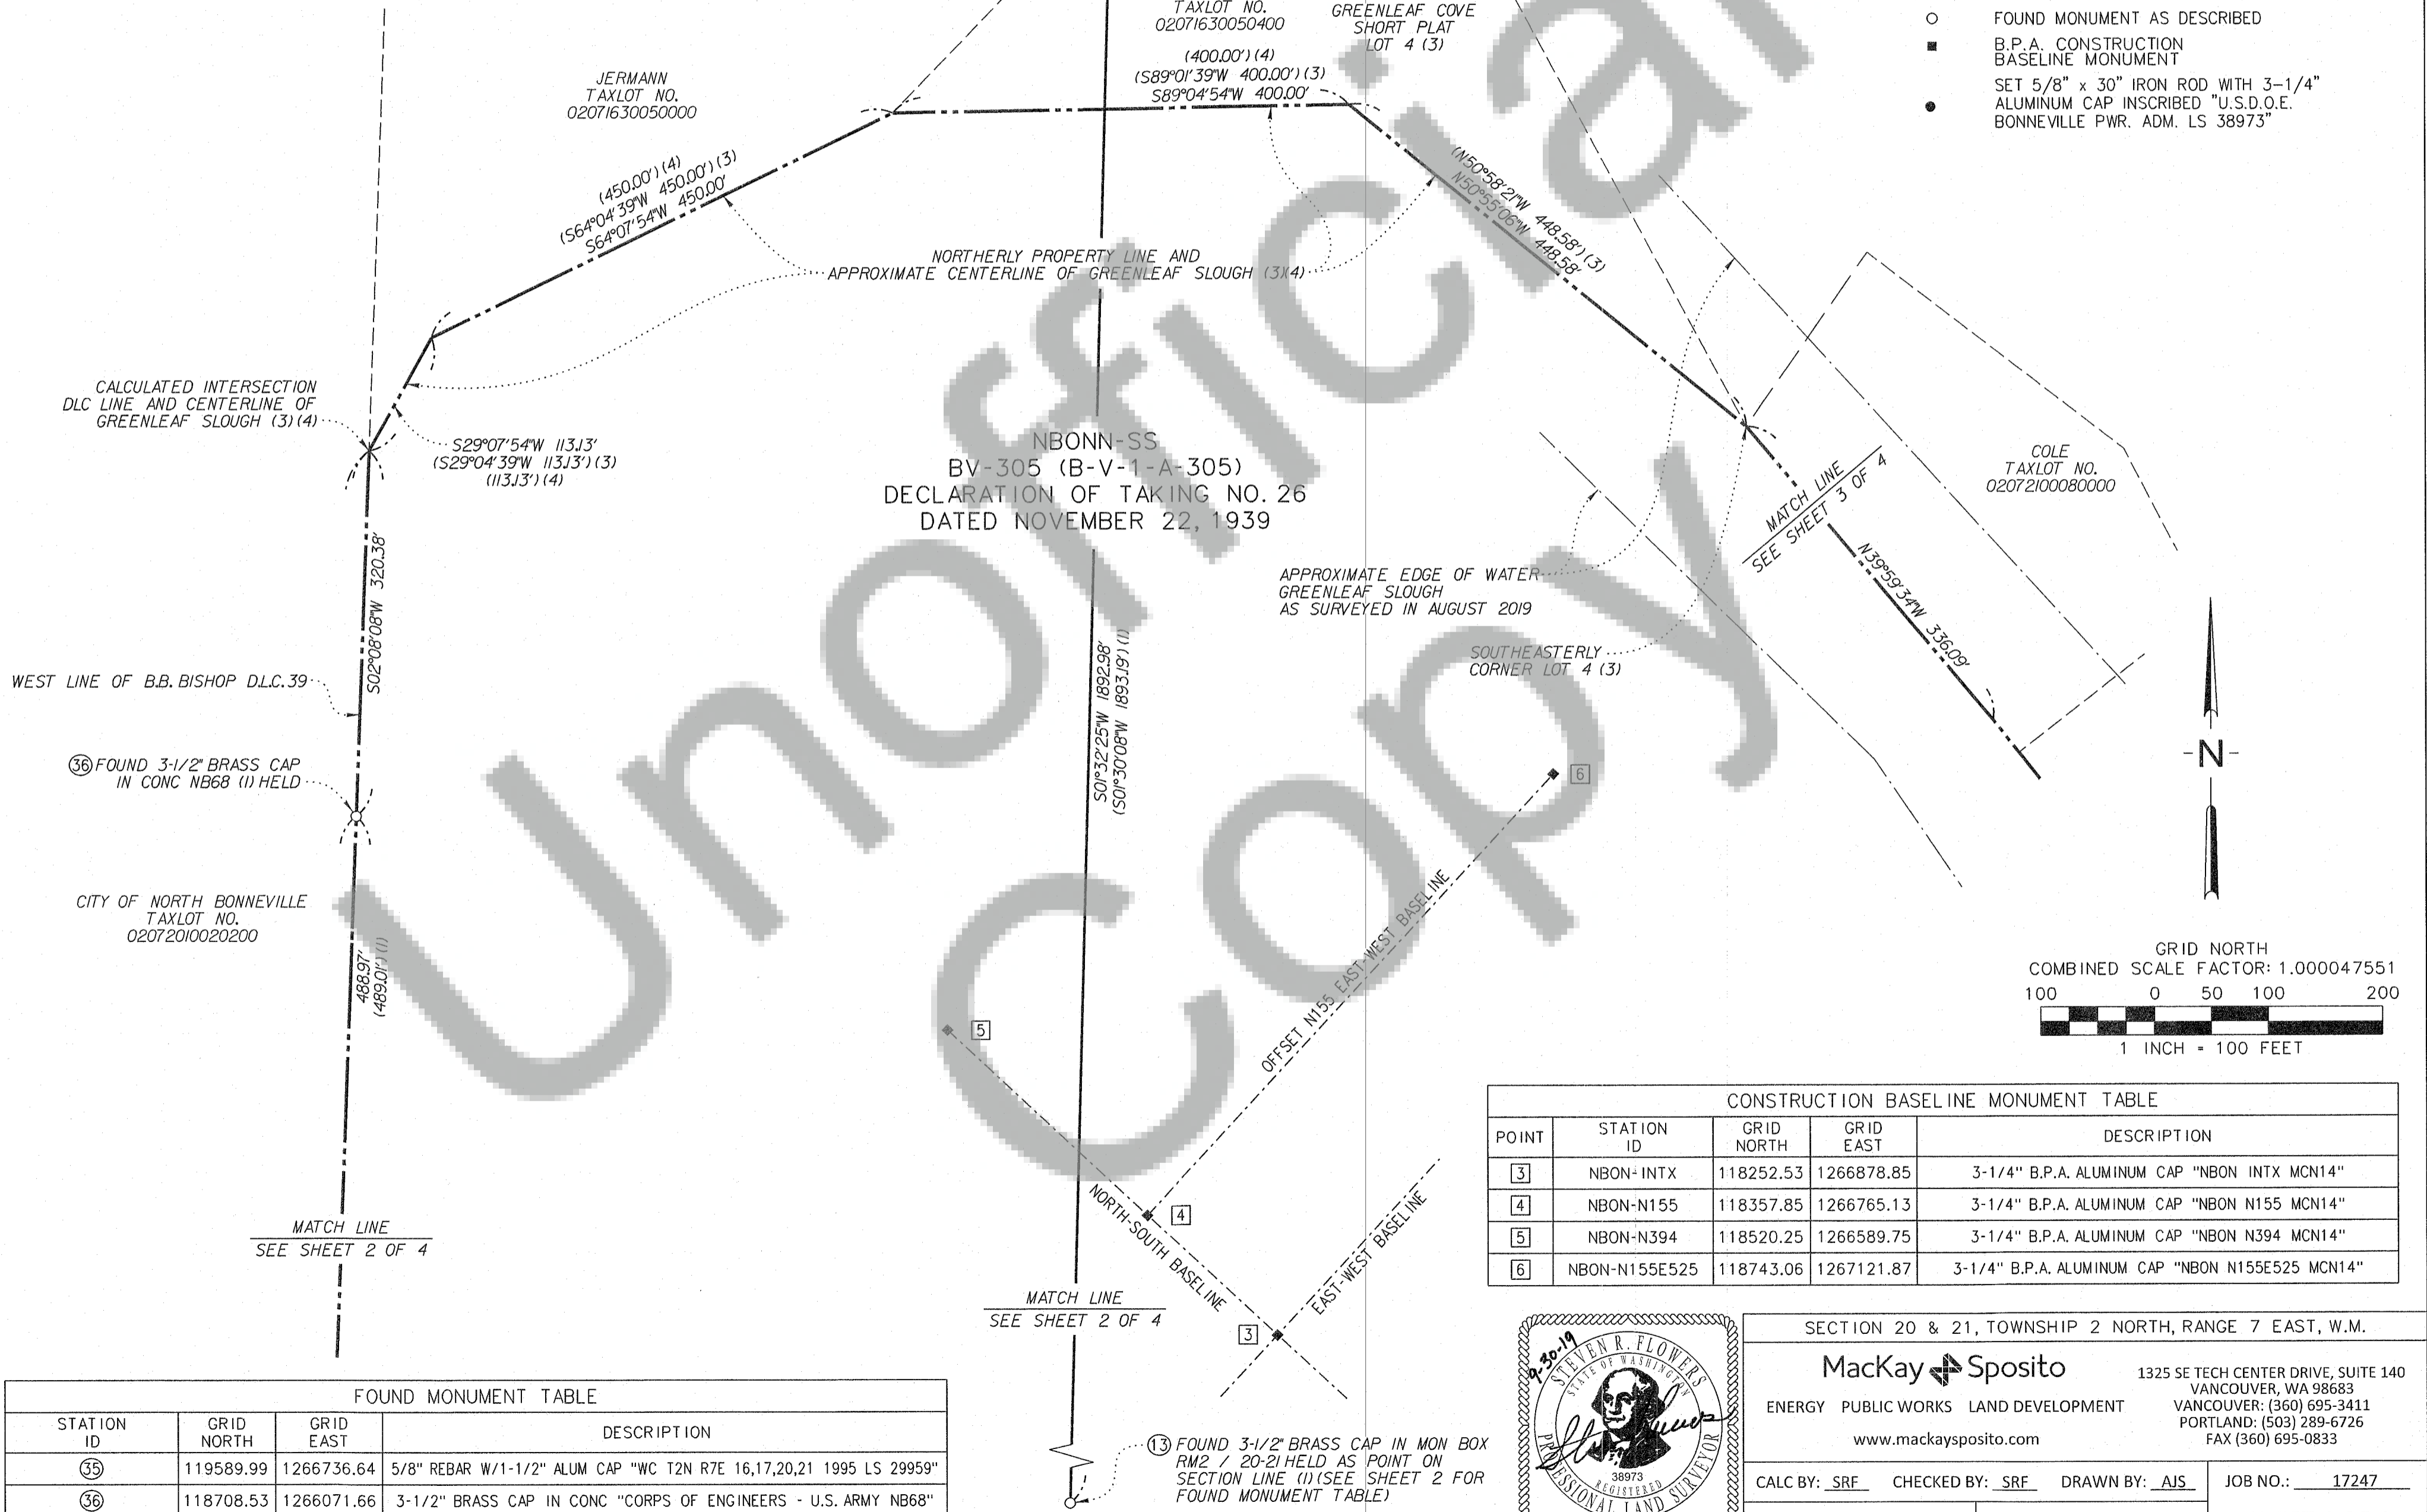 TAXLOT NO.
02071630050400
GREENLEAF COVE
SHORT PLAT
LOT 4 (3)
FOUND MONUMENT AS DESCRIBED
B.P.A. CONSTRUCTION
BASELINE MONUMENT
SET 5/8" x 30" IRON ROD WITH 3-1/4"
ALUMINUM CAP INSCRIBED "U.S.D.O.E.
BONNEVILLE PWR. ADM. LS 38973"
(400.00') (4)
(S89°01'39"W 400.00') (3)
S89°04'54"W 400.00'
JERMANN
TAXLOT NO.
02071630050000
(450.00') (4)
(S64°04'39"W 450.00') (3)
S64°07'54"W 450.00'
(N50°58'21"W 448.58') (3)
N50°55'06"W 448.58'
NORTHERLY PROPERTY LINE AND
APPROXIMATE CENTERLINE OF GREENLEAF SLOUGH (3)(4)
CALCULATED INTERSECTION
DLC LINE AND CENTERLINE OF
GREENLEAF SLOUGH (3)(4)
S29°07'54"W 113.13'
(S29°04'39"W 113.13') (3)
(113.13') (4)
NBONN-SS
BV-305 (B-V-1-A-305)
DECLARATION OF TAKING NO. 26
DATED NOVEMBER 22, 1939
COLE
TAXLOT NO.
02072100080000
MATCH LINE
SEE SHEET 3 OF 4
N39°59'34"W 336.09'
APPROXIMATE EDGE OF WATER
GREENLEAF SLOUGH
AS SURVEYED IN AUGUST 2019
SOUTHEASTERLY
CORNER LOT 4 (3)
S02°08'08"W 320.38'
WEST LINE OF B.B. BISHOP D.L.C. 39
S01°32'25"W 1892.98'
(S01°30'08"W 1893.19') (1)
36 FOUND 3-1/2" BRASS CAP
IN CONC NB68 (1) HELD
6
-N-
CITY OF NORTH BONNEVILLE
TAXLOT NO.
02072010020200
488.97'
(489.01') (1)
OFFSET N155 EAST-WEST BASELINE
5
GRID NORTH
COMBINED SCALE FACTOR: 1.000047551
100 0 50 100 200
1 INCH = 100 FEET
MATCH LINE
SEE SHEET 2 OF 4
4
NORTH-SOUTH BASELINE
EAST-WEST BASELINE
MATCH LINE
SEE SHEET 2 OF 4
3
CONSTRUCTION BASELINE MONUMENT TABLE
POINT STATION ID GRID NORTH GRID EAST DESCRIPTION
3 NBON-INTX 118252.53 1266878.85 3-1/4" B.P.A. ALUMINUM CAP "NBON INTX MCN14"
4 NBON-N155 118357.85 1266765.13 3-1/4" B.P.A. ALUMINUM CAP "NBON N155 MCN14"
5 NBON-N394 118520.25 1266589.75 3-1/4" B.P.A. ALUMINUM CAP "NBON N394 MCN14"
6 NBON-N155E525 118743.06 1267121.87 3-1/4" B.P.A. ALUMINUM CAP "NBON N155E525 MCN14"
FOUND MONUMENT TABLE
STATION ID GRID NORTH GRID EAST DESCRIPTION
35 119589.99 1266736.64 5/8" REBAR W/1-1/2" ALUM CAP "WC T2N R7E 16,17,20,21 1995 LS 29959"
36 118708.53 1266071.66 3-1/2" BRASS CAP IN CONC "CORPS OF ENGINEERS - U.S. ARMY NB68"
13 FOUND 3-1/2" BRASS CAP IN MON BOX
RM2 / 20-21 HELD AS POINT ON
SECTION LINE (1) (SEE SHEET 2 FOR
FOUND MONUMENT TABLE)
9-30-19
STEVEN R. FLOWERS
STATE OF WASHINGTON
38973
REGISTERED
PROFESSIONAL LAND SURVEYOR
SECTION 20 & 21, TOWNSHIP 2 NORTH, RANGE 7 EAST, W.M.
MacKay Sposito
ENERGY PUBLIC WORKS LAND DEVELOPMENT
www.mackaysposito.com
1325 SE TECH CENTER DRIVE, SUITE 140
VANCOUVER, WA 98683
VANCOUVER: (360) 695-3411
PORTLAND: (503) 289-6726
FAX (360) 695-0833
CALC BY: SRF CHECKED BY: SRF DRAWN BY: AJS JOB NO.: 17247
Unofficial
Copy